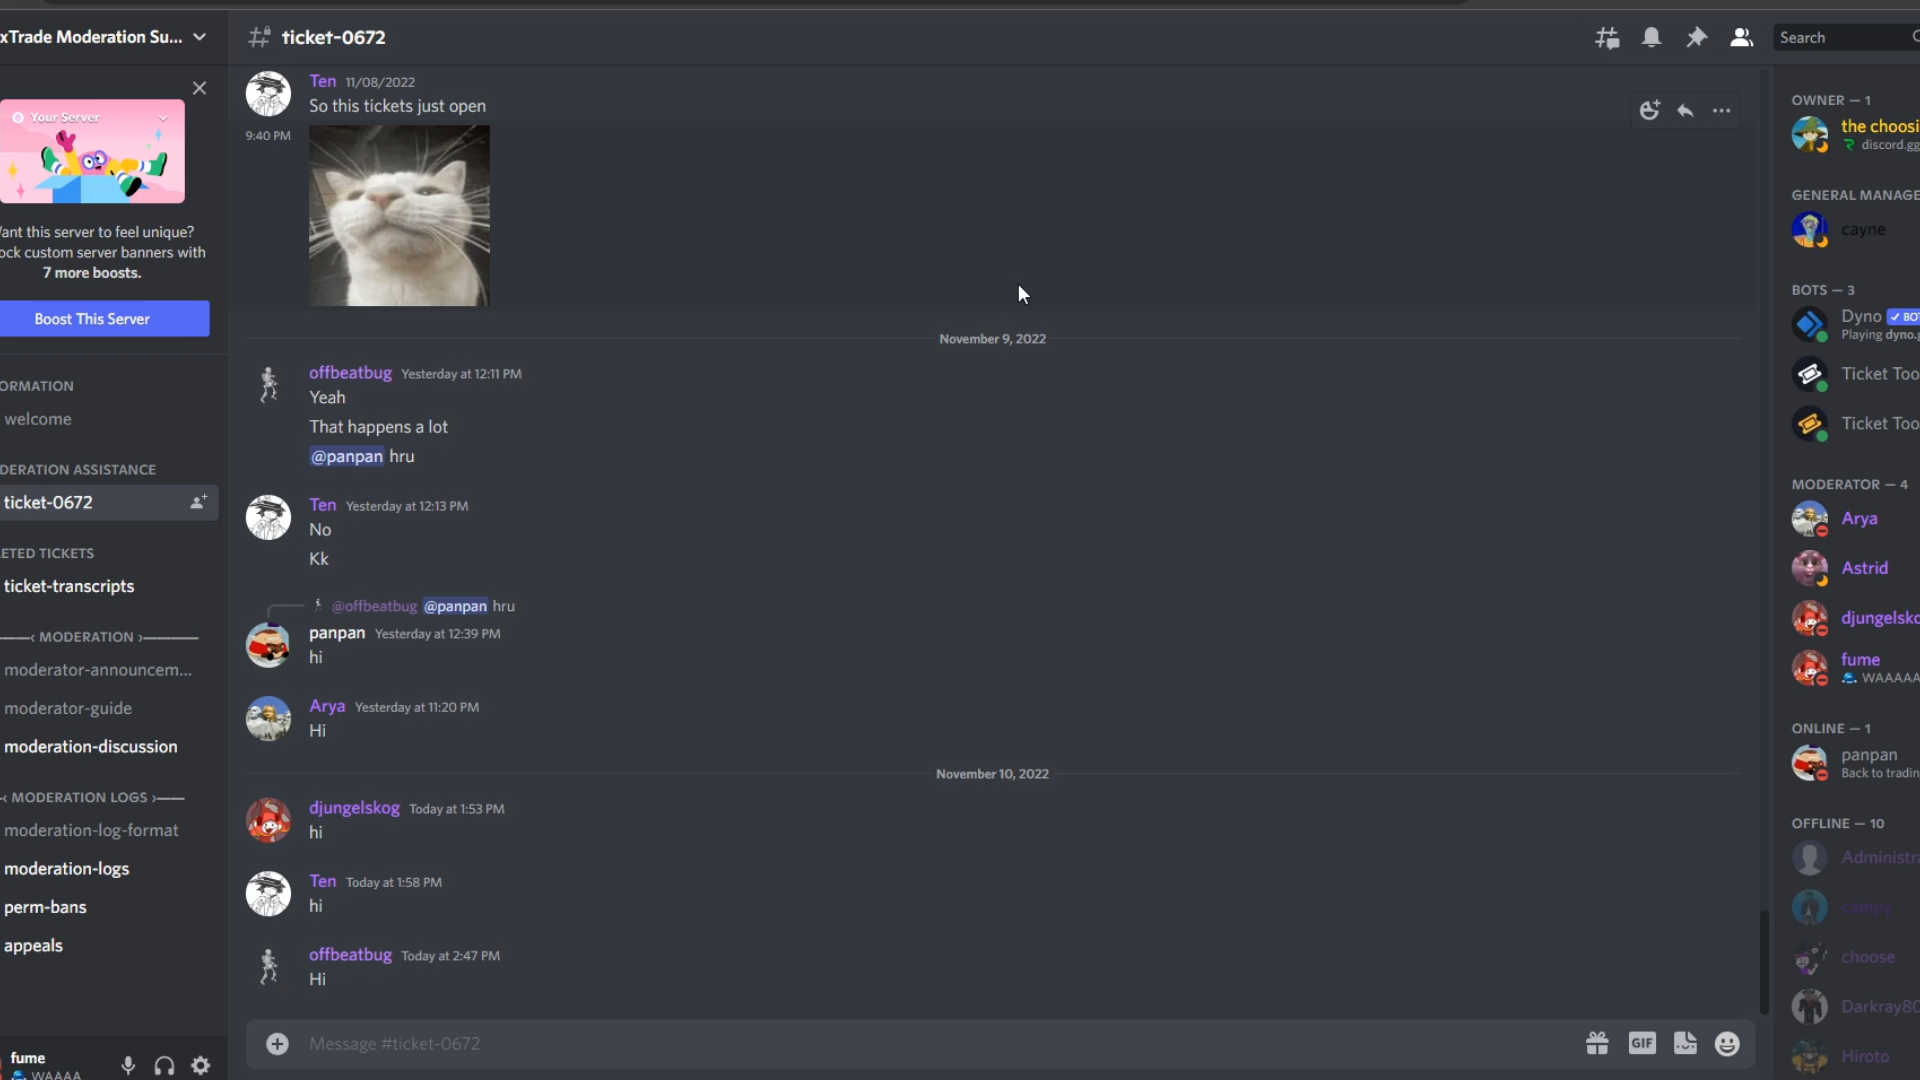 xTrade Moderation Su...
ticket-0672
Search
Your Server
ant this server to feel unique?
ock custom server banners with
7 more boosts.
Boost This Server
ORMATION
welcome
DERATION ASSISTANCE
ticket-0672
ETED TICKETS
ticket-transcripts
‹ MODERATION ›
moderator-announcem...
moderator-guide
moderation-discussion
‹ MODERATION LOGS ›
moderation-log-format
moderation-logs
perm-bans
appeals
fume
WAAAA
Ten 11/08/2022
So this tickets just open
9:40 PM
November 9, 2022
offbeatbug Yesterday at 12:11 PM
Yeah
That happens a lot
@panpan hru
Ten Yesterday at 12:13 PM
No
Kk
@offbeatbug @panpan hru
panpan Yesterday at 12:39 PM
hi
Arya Yesterday at 11:20 PM
Hi
November 10, 2022
djungelskog Today at 1:53 PM
hi
Ten Today at 1:58 PM
hi
offbeatbug Today at 2:47 PM
Hi
Message #ticket-0672
GIF
OWNER — 1
the choosi
discord.gg
GENERAL MANAGE
cayne
BOTS — 3
Dyno ✓ BOT
Playing dyno.g
Ticket Too
Ticket Too
MODERATOR — 4
Arya
Astrid
djungelsko
fume
WAAAAA
ONLINE — 1
panpan
Back to tradin
OFFLINE — 10
Administra
campy
choose
Darkray80
Hiroto